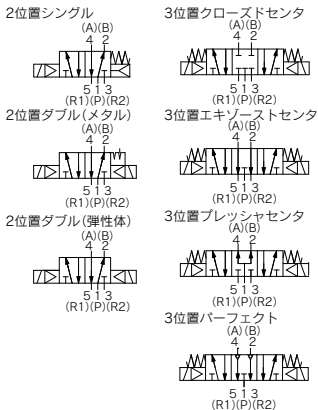 2位置シングル
(A)(B)
4 2
5 1 3
(R1)(P)(R2)
2位置ダブル(メタル)
(A)(B)
4 2
5 1 3
(R1)(P)(R2)
2位置ダブル(弾性体)
(A)(B)
4 2
5 1 3
(R1)(P)(R2)
3位置クローズドセンタ
(A)(B)
4 2
5 1 3
(R1)(P)(R2)
3位置エキゾーストセンタ
(A)(B)
4 2
5 1 3
(R1)(P)(R2)
3位置プレッシャセンタ
(A)(B)
4 2
5 1 3
(R1)(P)(R2)
3位置パーフェクト
(A)(B)
4 2
5 1 3
(R1)(P)(R2)